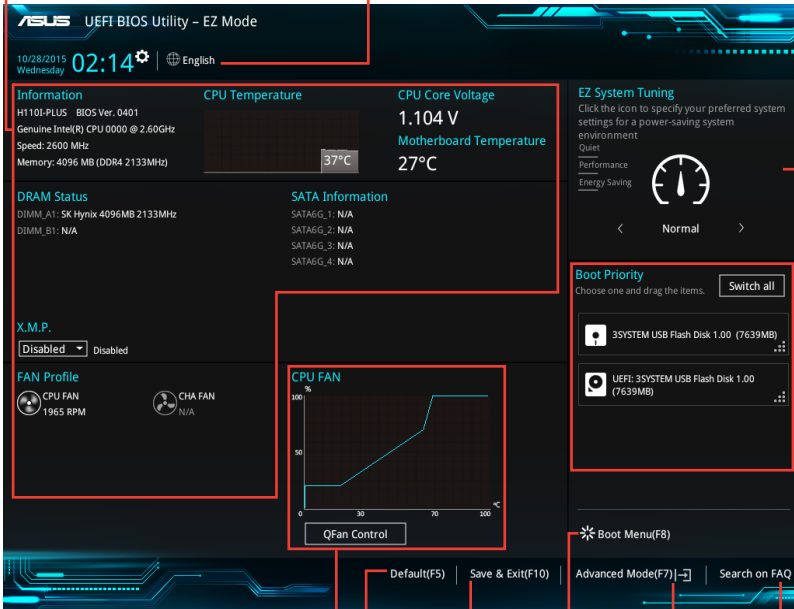 ASUS UEFI BIOS Utility – EZ Mode
10/28/2015
Wednesday
02:14
English
Information
H110I-PLUS BIOS Ver. 0401
Genuine Intel(R) CPU 0000 @ 2.60GHz
Speed: 2600 MHz
Memory: 4096 MB (DDR4 2133MHz)
CPU Temperature
37°C
CPU Core Voltage
1.104 V
Motherboard Temperature
27°C
EZ System Tuning
Click the icon to specify your preferred system
settings for a power-saving system
environment
Quiet
Performance
Energy Saving
Normal
DRAM Status
DIMM_A1: SK Hynix 4096MB 2133MHz
DIMM_B1: N/A
SATA Information
SATA6G_1: N/A
SATA6G_2: N/A
SATA6G_3: N/A
SATA6G_4: N/A
Boot Priority
Choose one and drag the items.
Switch all
3SYSTEM USB Flash Disk 1.00 (7639MB)
UEFI: 3SYSTEM USB Flash Disk 1.00
(7639MB)
X.M.P.
Disabled
Disabled
FAN Profile
CPU FAN
1965 RPM
CHA FAN
N/A
CPU FAN
%
100
50
0 30 70 100
°C
QFan Control
Boot Menu(F8)
Default(F5)
Save & Exit(F10)
Advanced Mode(F7)
Search on FAQ